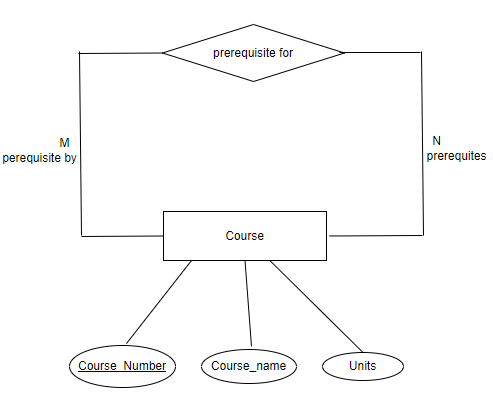 prerequisite for
M
perequisite by
N
prerequites
Course
Course_Number
Course_name
Units